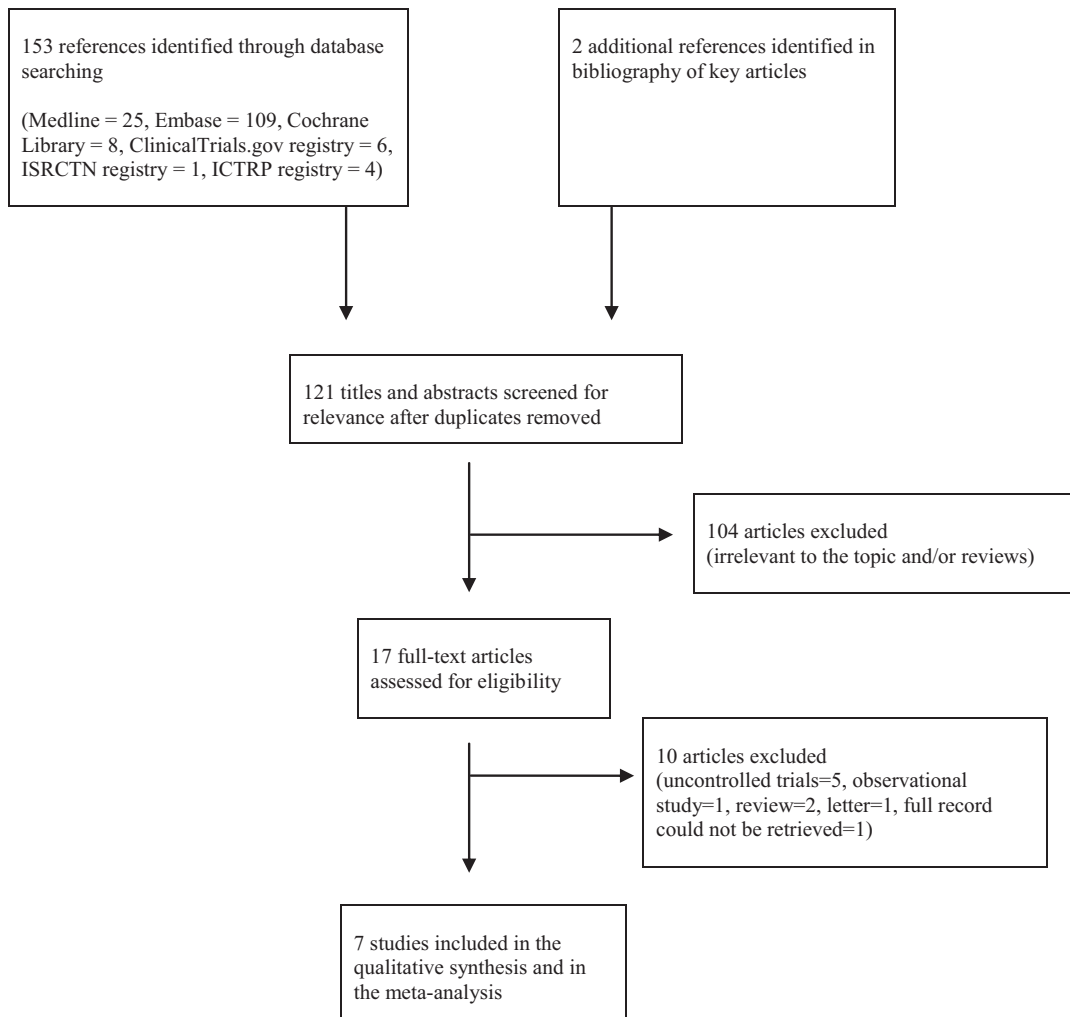 153 references identified through database
searching
(Medline = 25, Embase = 109, Cochrane
Library = 8, ClinicalTrials.gov registry = 6,
ISRCTN registry = 1, ICTRP registry = 4)
2 additional references identified in
bibliography of key articles
121 titles and abstracts screened for
relevance after duplicates removed
104 articles excluded
(irrelevant to the topic and/or reviews)
17 full-text articles
assessed for eligibility
10 articles excluded
(uncontrolled trials=5, observational
study=1, review=2, letter=1, full record
could not be retrieved=1)
7 studies included in the
qualitative synthesis and in
the meta-analysis